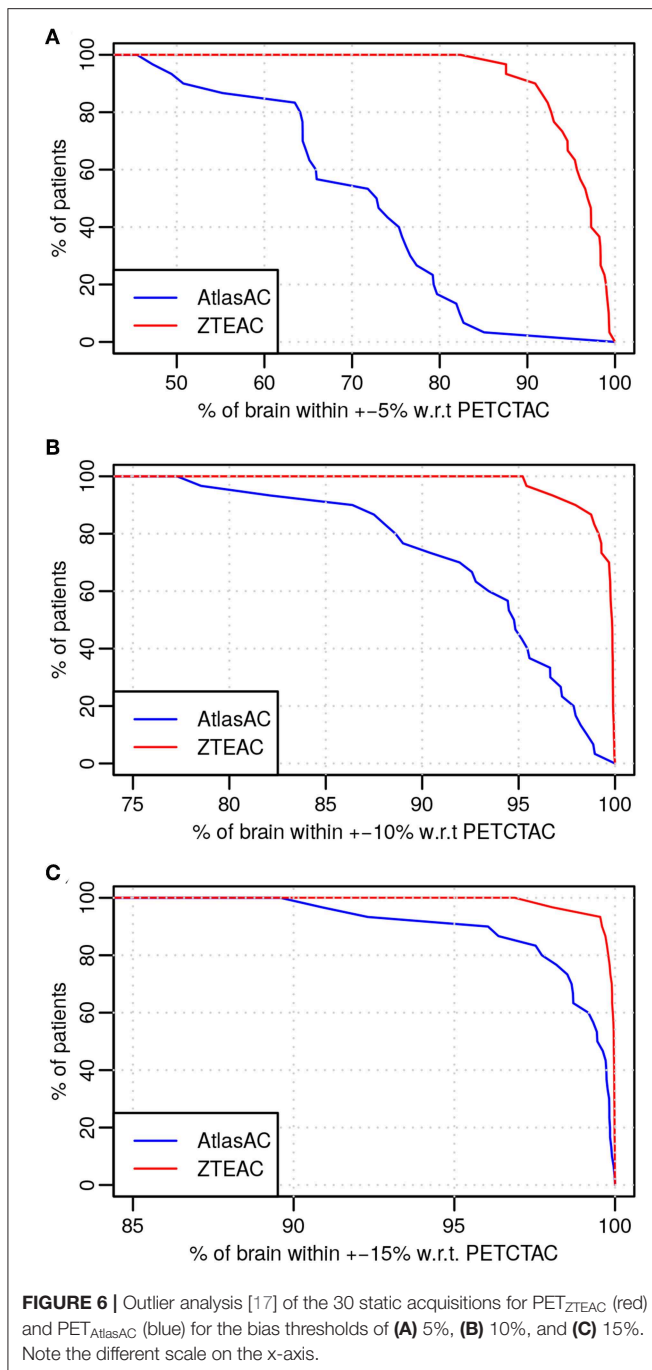 A
% of patients
100
80
60
40
20
0
AtlasAC
ZTEAC
50 60 70 80 90 100
% of brain within +−5% w.r.t PETCTAC
B
% of patients
100
80
60
40
20
0
AtlasAC
ZTEAC
75 80 85 90 95 100
% of brain within +−10% w.r.t PETCTAC
C
% of patients
100
80
60
40
20
0
AtlasAC
ZTEAC
85 90 95 100
% of brain within +−15% w.r.t. PETCTAC
FIGURE 6 | Outlier analysis [17] of the 30 static acquisitions for PETZTEAC (red)
and PETAtlasAC (blue) for the bias thresholds of (A) 5%, (B) 10%, and (C) 15%.
Note the different scale on the x-axis.